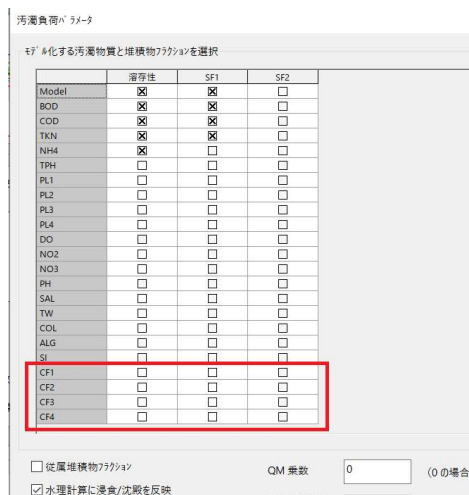 汚濁負荷ﾊﾟﾗﾒｰﾀ
ﾓﾃﾞﾙ化する汚濁物質と堆積物ﾌﾗｸｼｮﾝを選択
溶存性 SF1 SF2
Model
BOD
COD
TKN
NH4
TPH
PL1
PL2
PL3
PL4
DO
NO2
NO3
PH
SAL
TW
COL
ALG
SI
CF1
CF2
CF3
CF4
従属堆積物ﾌﾗｸｼｮﾝ QM 乗数 0 (0 の場合
水理計算に浸食/沈殿を反映